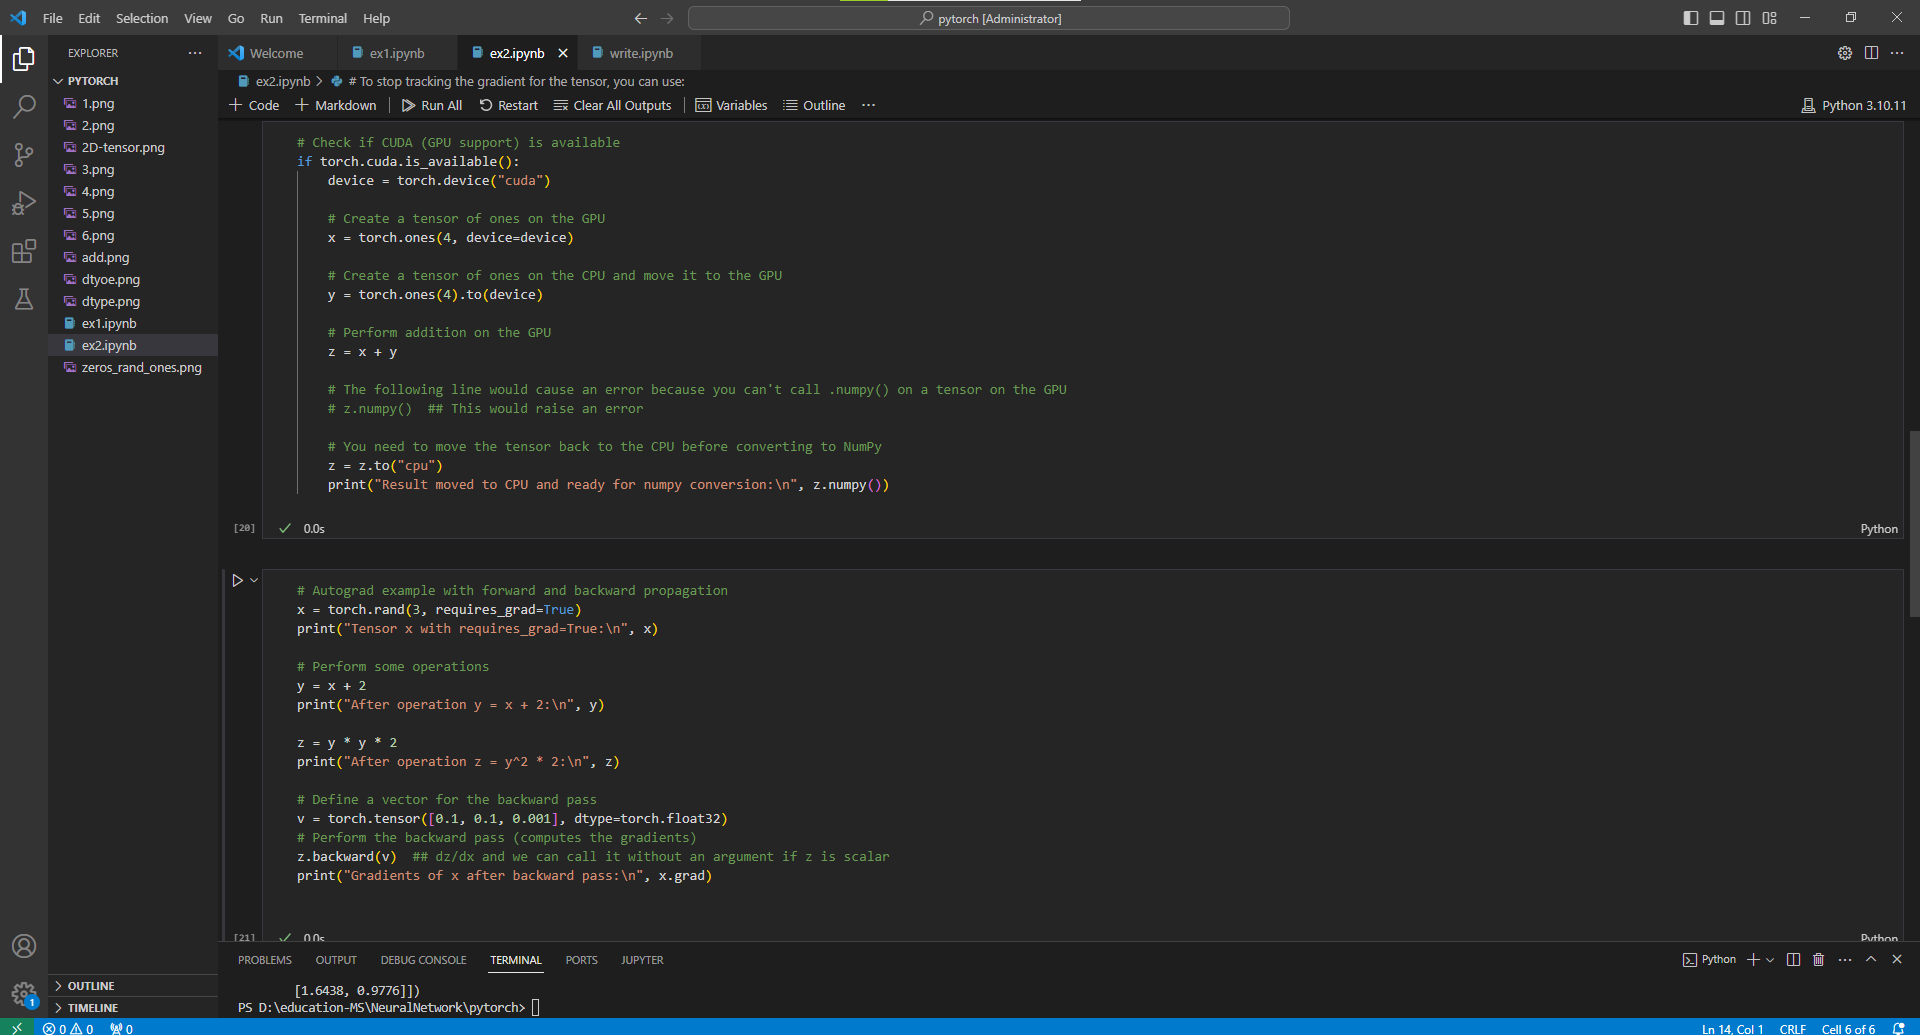 File Edit Selection View Go Run Terminal Help
pytorch [Administrator]
EXPLORER
Welcome
ex1.ipynb
ex2.ipynb
write.ipynb
PYTORCH
ex2.ipynb > # To stop tracking the gradient for the tensor, you can use:
1.png
2.png
2D-tensor.png
3.png
4.png
5.png
6.png
add.png
dtyoe.png
dtype.png
ex1.ipynb
ex2.ipynb
zeros_rand_ones.png
OUTLINE
TIMELINE
Code Markdown Run All Restart Clear All Outputs Variables Outline
Python 3.10.11
# Check if CUDA (GPU support) is available
if torch.cuda.is_available():
device = torch.device("cuda")
# Create a tensor of ones on the GPU
x = torch.ones(4, device=device)
# Create a tensor of ones on the CPU and move it to the GPU
y = torch.ones(4).to(device)
# Perform addition on the GPU
z = x + y
# The following line would cause an error because you can't call .numpy() on a tensor on the GPU
# z.numpy()  ## This would raise an error
# You need to move the tensor back to the CPU before converting to NumPy
z = z.to("cpu")
print("Result moved to CPU and ready for numpy conversion:\n", z.numpy())
[20] 0.0s
Python
# Autograd example with forward and backward propagation
x = torch.rand(3, requires_grad=True)
print("Tensor x with requires_grad=True:\n", x)
# Perform some operations
y = x + 2
print("After operation y = x + 2:\n", y)
z = y * y * 2
print("After operation z = y^2 * 2:\n", z)
# Define a vector for the backward pass
v = torch.tensor([0.1, 0.1, 0.001], dtype=torch.float32)
# Perform the backward pass (computes the gradients)
z.backward(v)  ## dz/dx and we can call it without an argument if z is scalar
print("Gradients of x after backward pass:\n", x.grad)
[21] 0.0s
Python
PROBLEMS OUTPUT DEBUG CONSOLE TERMINAL PORTS JUPYTER
Python
[1.6438, 0.9776]])
PS D:\education-MS\NeuralNetwork\pytorch>
1
0 0 0
Ln 14, Col 1 CRLF Cell 6 of 6